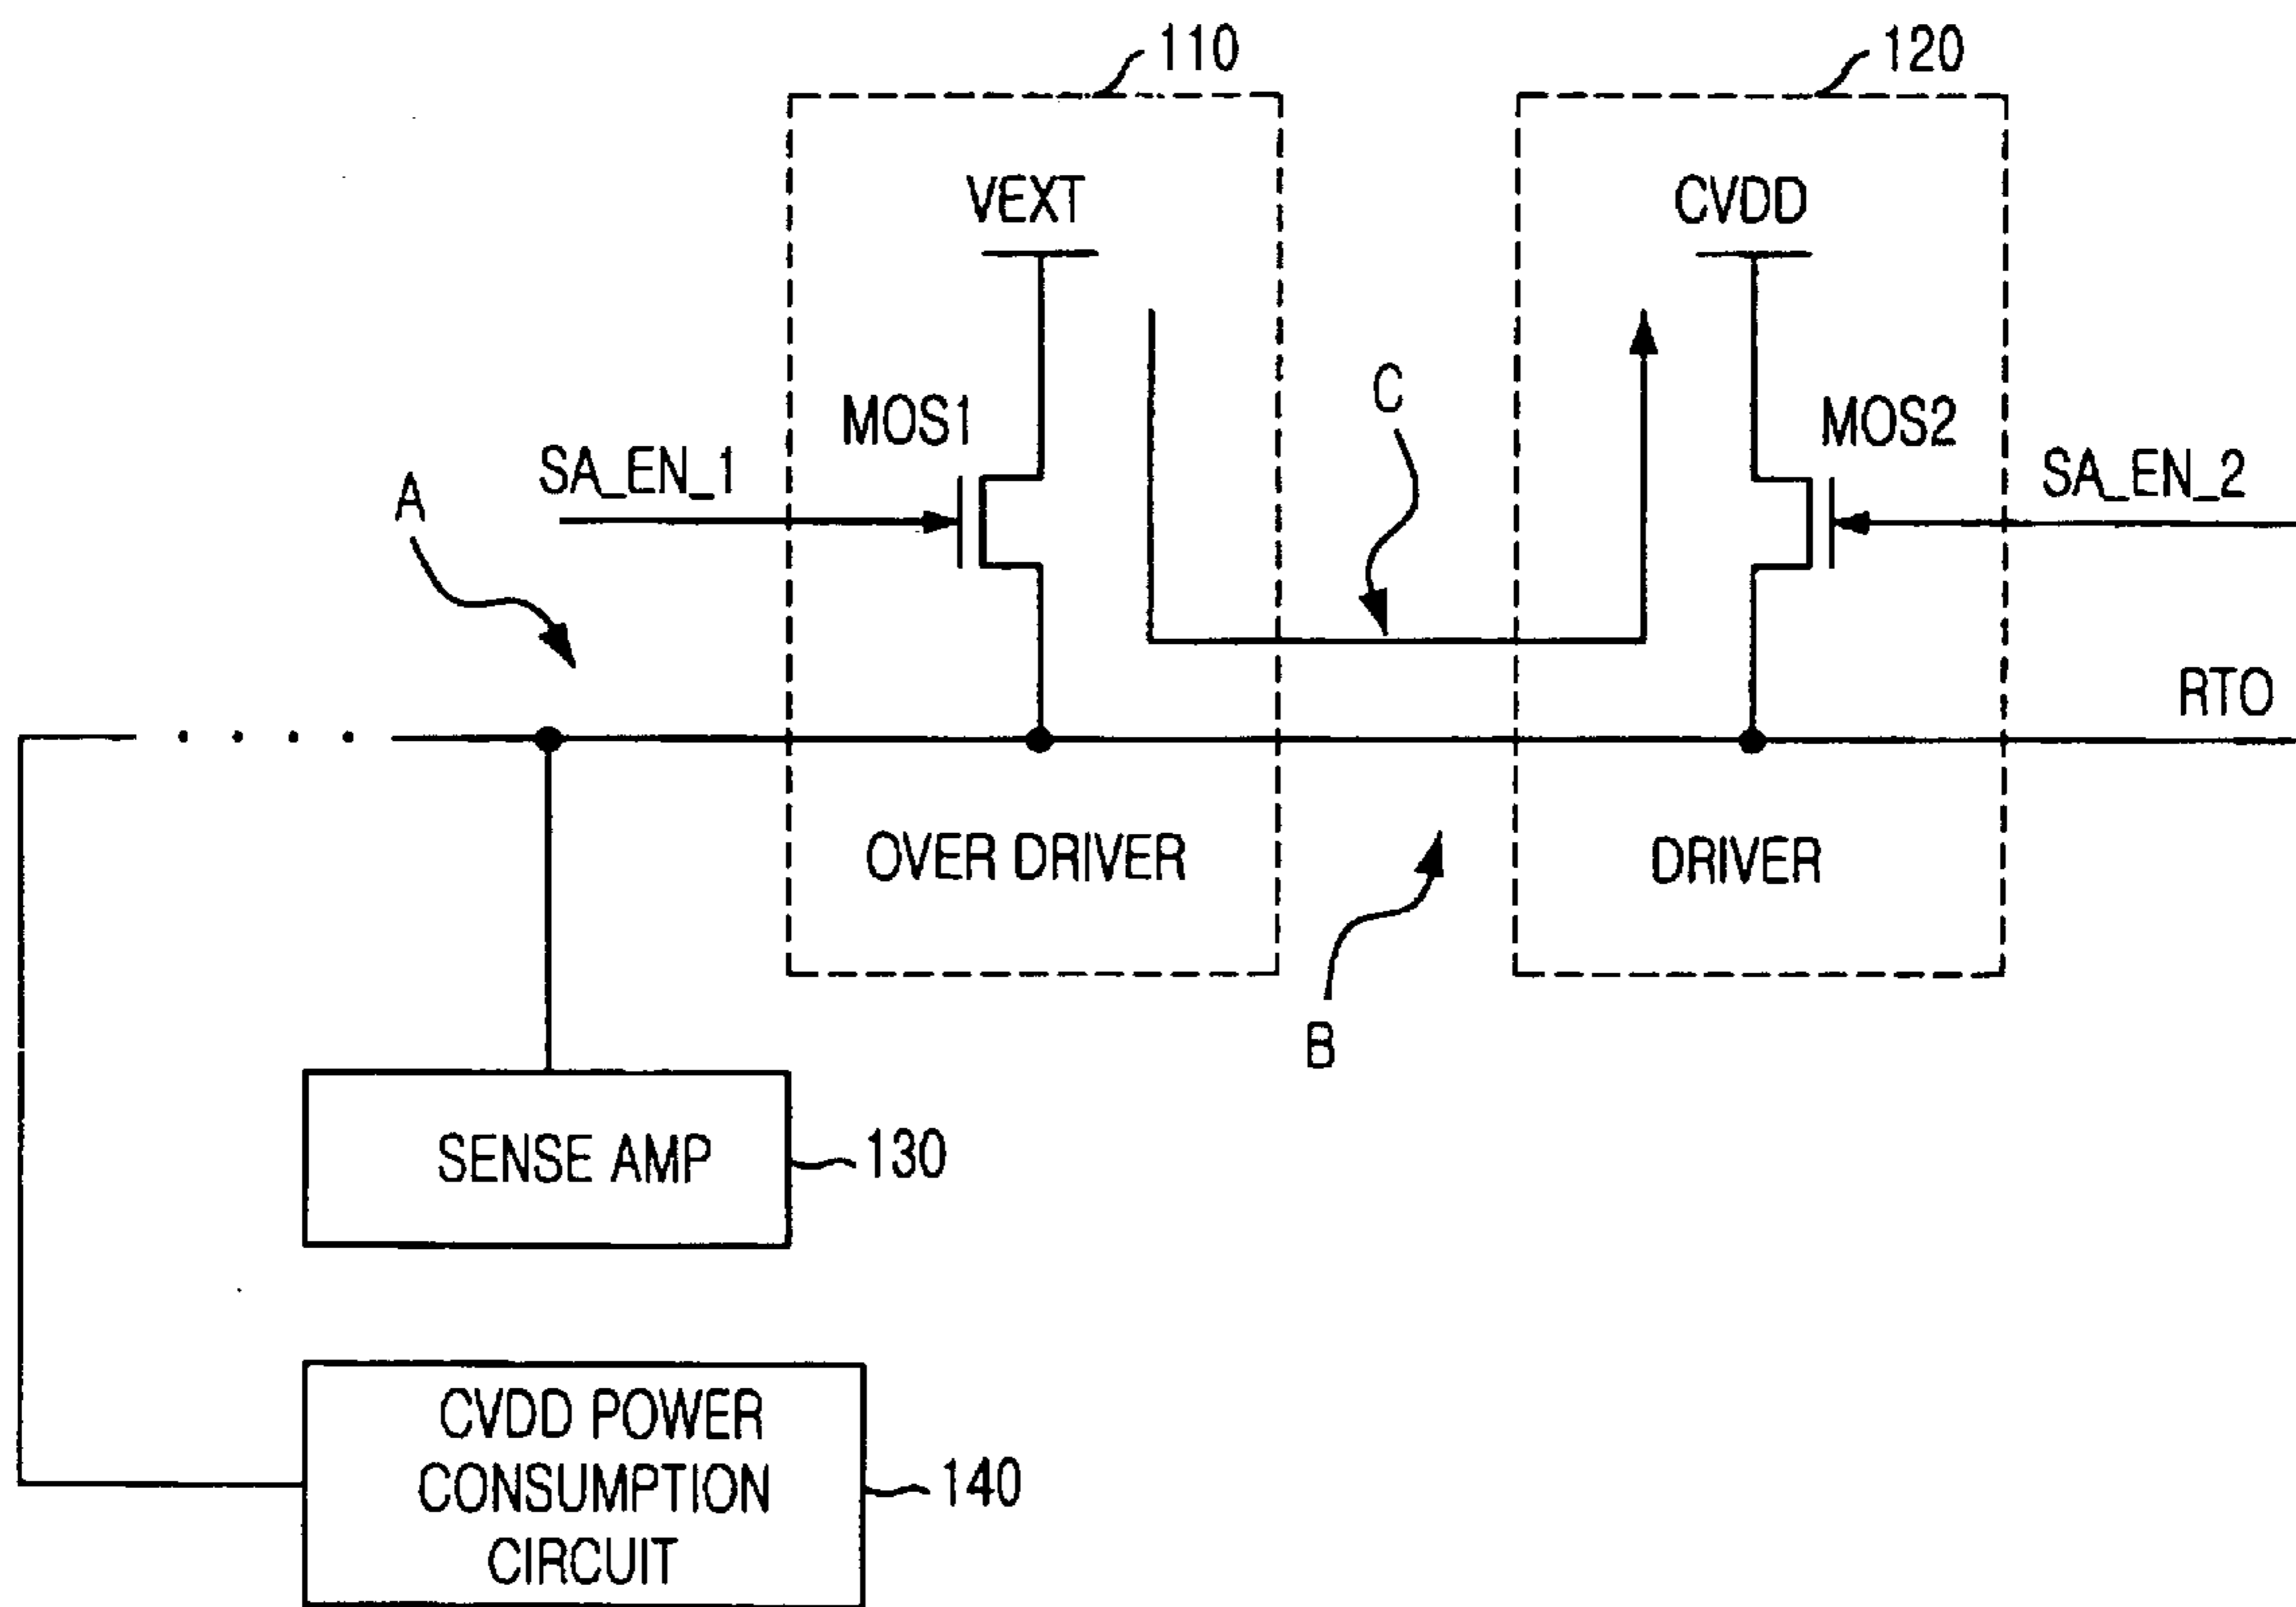 110
120
VEXT
CVDD
MOS1
C
MOS2
SA_EN_1
SA_EN_2
A
RTO
OVER DRIVER
DRIVER
B
SENSE AMP
130
CVDD POWER
CONSUMPTION
CIRCUIT
140